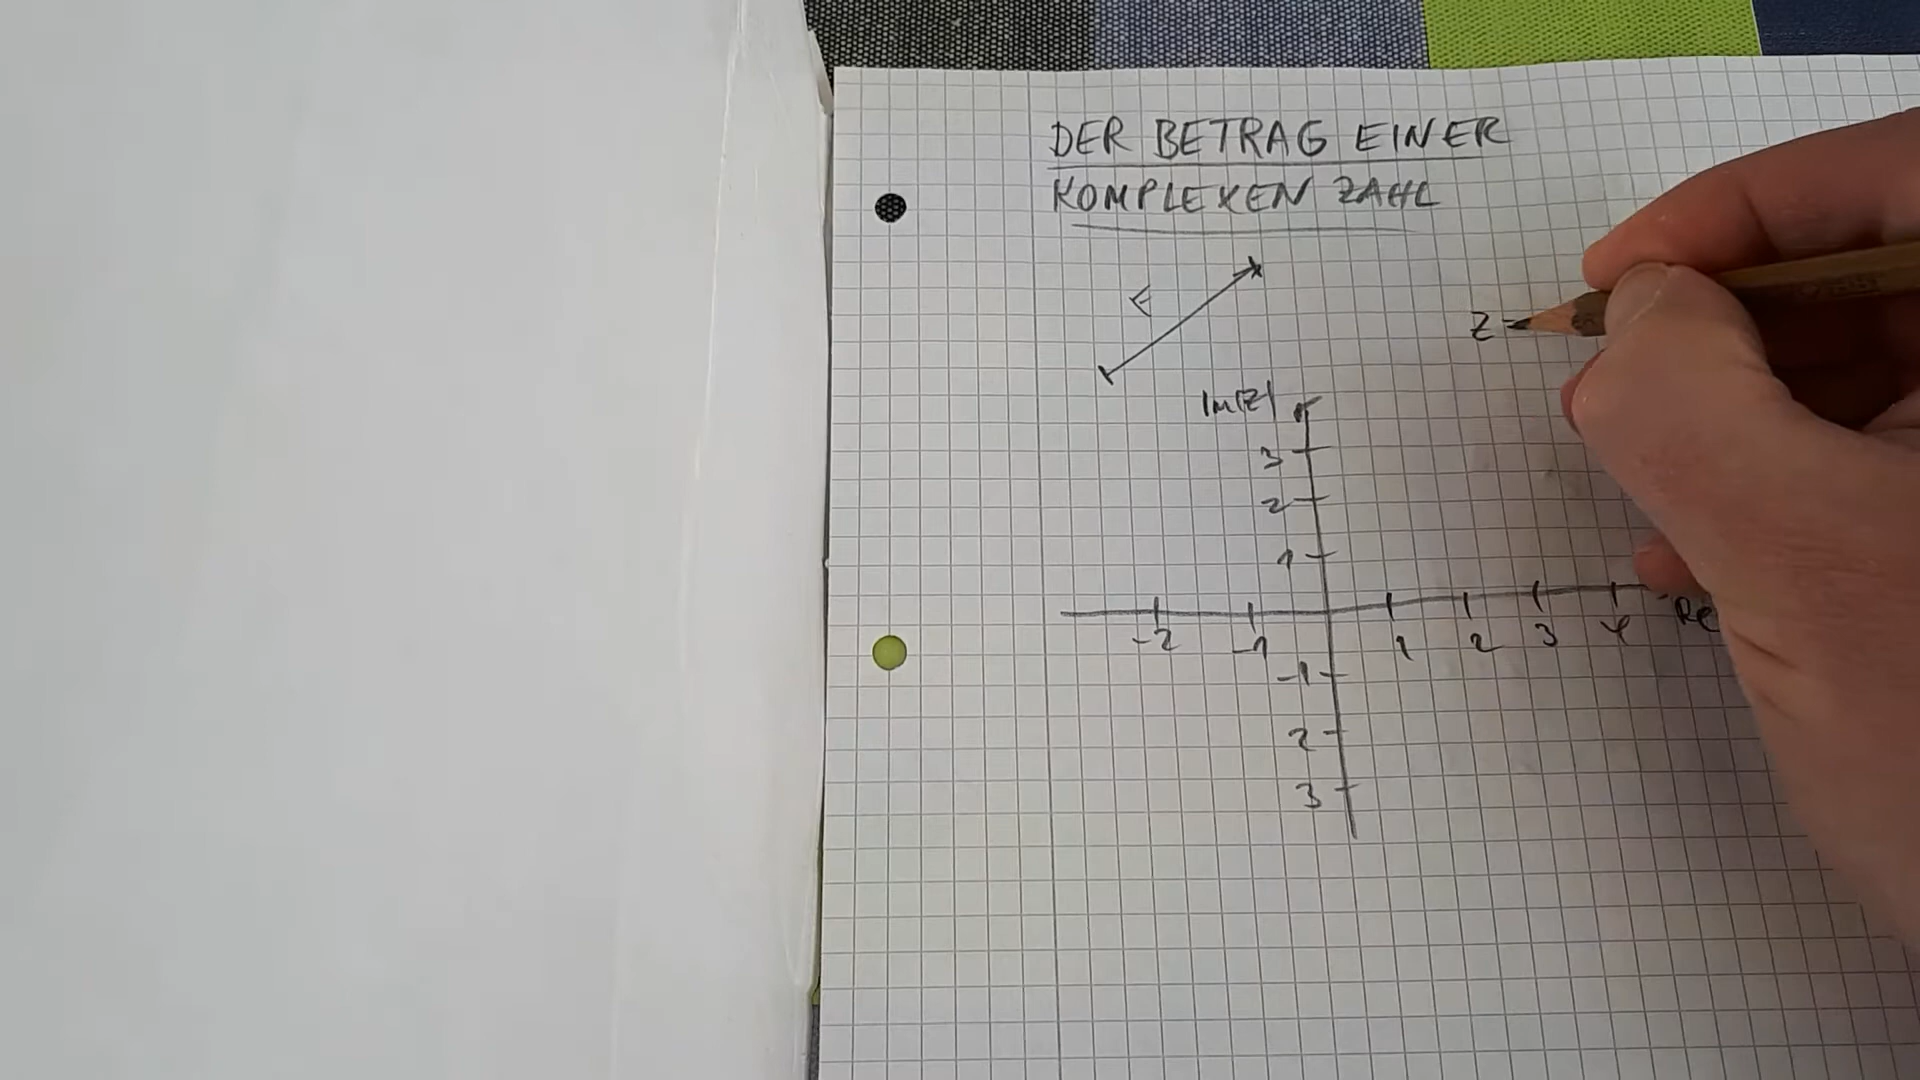 DER BETRAG EINER
KOMPLEXEN ZAHL
Z=
Im(Z)
3
2
1
-2 -1 1 2 3 4 Re
-1
2
3